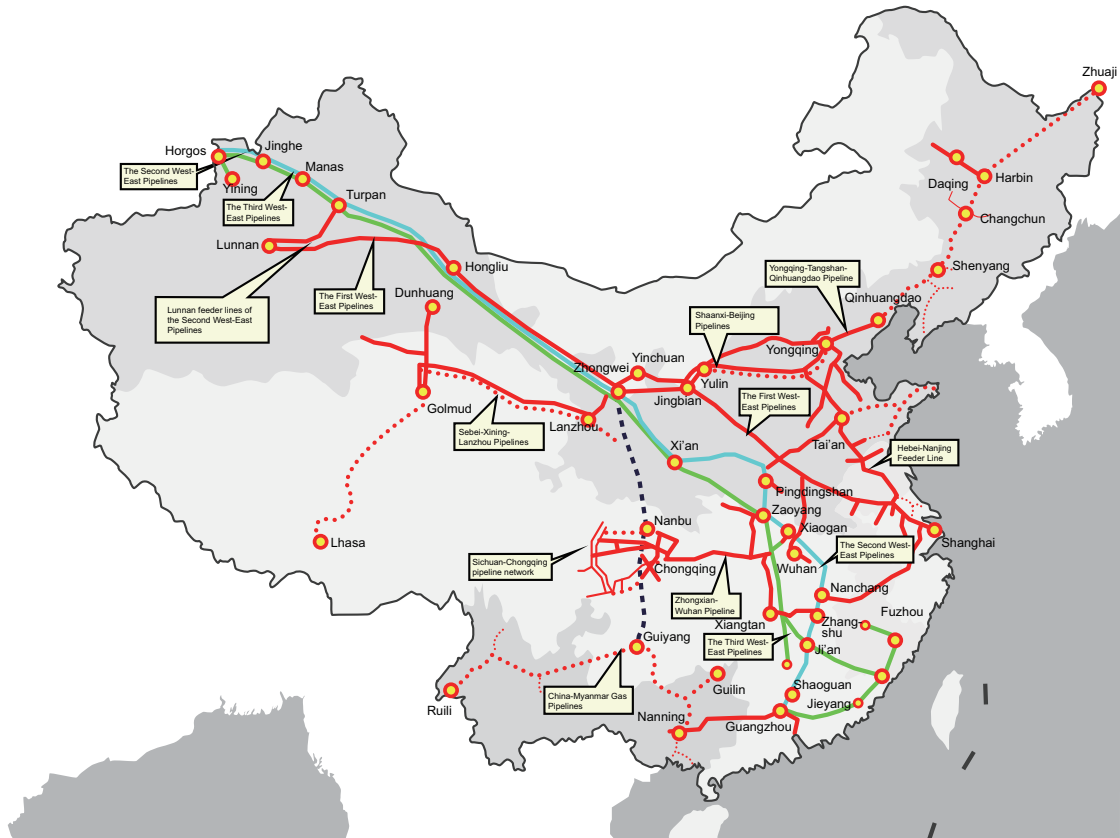 Zhuaji
Horgos
Jinghe
The Second West-
East Pipelines
Manas
Yining
The Third West-
East Pipelines
Turpan
Harbin
Daqing
Changchun
Lunnan
Hongliu
Shenyang
Yongqing-Tangshan-
Qinhuangdao Pipeline
Dunhuang
The First West-
East Pipelines
Lunnan feeder lines of
the Second West-East
Pipelines
Qinhuangdao
Shaanxi-Beijing
Pipelines
Yongqing
Zhongwei
Yinchuan
Yulin
Jingbian
The First West-
East Pipelines
Golmud
Lanzhou
Sebei-Xining-
Lanzhou Pipelines
Tai'an
Hebei-Nanjing
Feeder Line
Xi'an
Pingdingshan
Zaoyang
Nanbu
Xiaogan
Shanghai
Lhasa
The Second West-
East Pipelines
Sichuan-Chongqing
pipeline network
Chongqing
Wuhan
Zhongxian-
Wuhan Pipeline
Nanchang
Fuzhou
Xiangtan
Zhang-
shu
Guiyang
The Third West-
East Pipelines
Ji'an
Guilin
Shaoguan
China-Myanmar Gas
Pipelines
Jieyang
Ruili
Nanning
Guangzhou